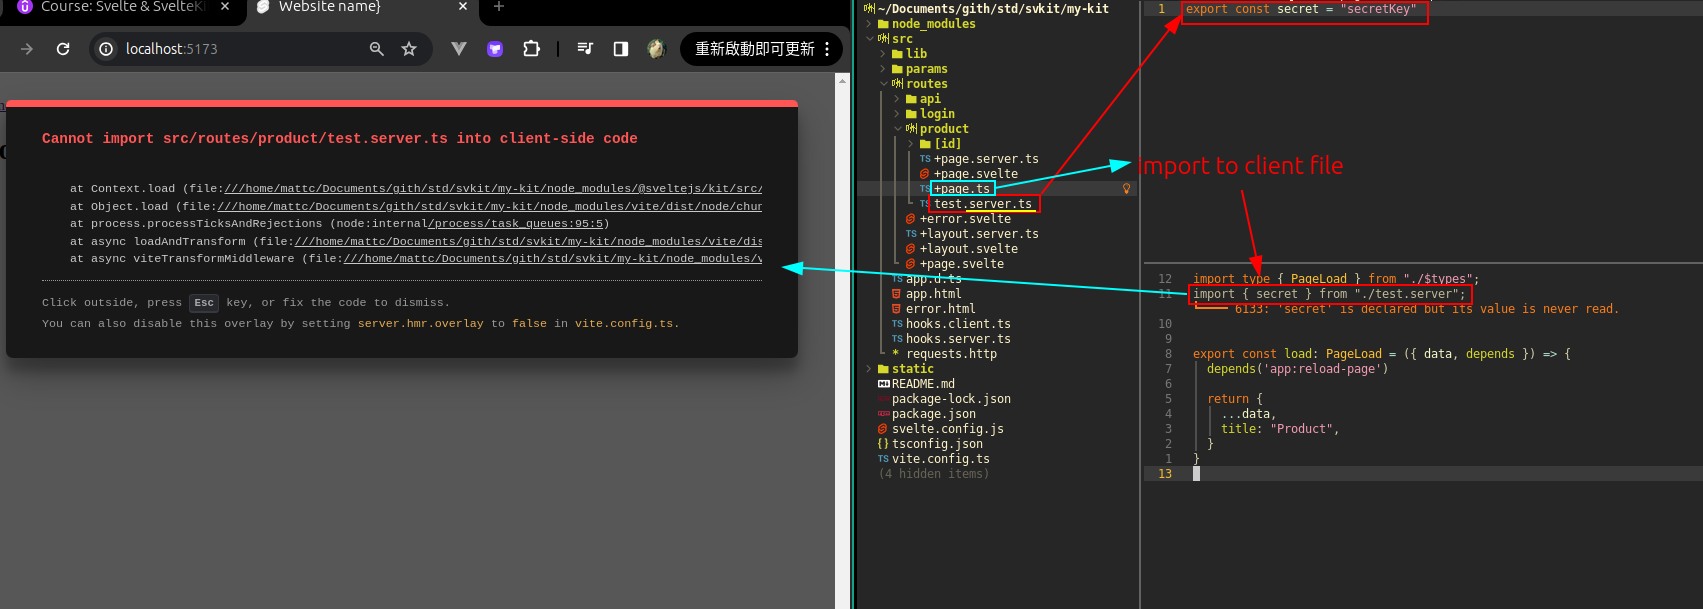 Course: Svelte & SvelteKi
Website name}
localhost:5173
重新啟動即可更新
Cannot import src/routes/product/test.server.ts into client-side code
at Context.load (file:///home/mattc/Documents/gith/std/svkit/my-kit/node_modules/@sveltejs/kit/src/
at Object.load (file:///home/mattc/Documents/gith/std/svkit/my-kit/node_modules/vite/dist/node/chun
at process.processTicksAndRejections (node:internal/process/task_queues:95:5)
at async loadAndTransform (file:///home/mattc/Documents/gith/std/svkit/my-kit/node_modules/vite/dis
at async viteTransformMiddleware (file:///home/mattc/Documents/gith/std/svkit/my-kit/node_modules/v
Click outside, press Esc key, or fix the code to dismiss.
You can also disable this overlay by setting server.hmr.overlay to false in vite.config.ts.
~/Documents/gith/std/svkit/my-kit
node_modules
src
lib
params
routes
api
login
product
[id]
TS +page.server.ts
+page.svelte
TS +page.ts
TS test.server.ts
+error.svelte
TS +layout.server.ts
+layout.svelte
+page.svelte
TS app.d.ts
app.html
error.html
TS hooks.client.ts
TS hooks.server.ts
* requests.http
static
README.md
package-lock.json
package.json
svelte.config.js
{} tsconfig.json
TS vite.config.ts
(4 hidden items)
1 export const secret = "secretKey"
import to client file
12 import type { PageLoad } from "./$types";
11 import { secret } from "./test.server";
6133: 'secret' is declared but its value is never read.
10
9
8 export const load: PageLoad = ({ data, depends }) => {
7 depends('app:reload-page')
6
5 return {
4 ...data,
3 title: "Product",
2 }
1 }
13